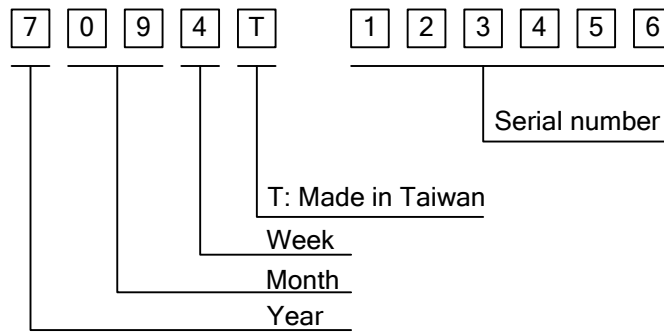 7 0 9 4 T 1 2 3 4 5 6
Serial number
T: Made in Taiwan
Week
Month
Year